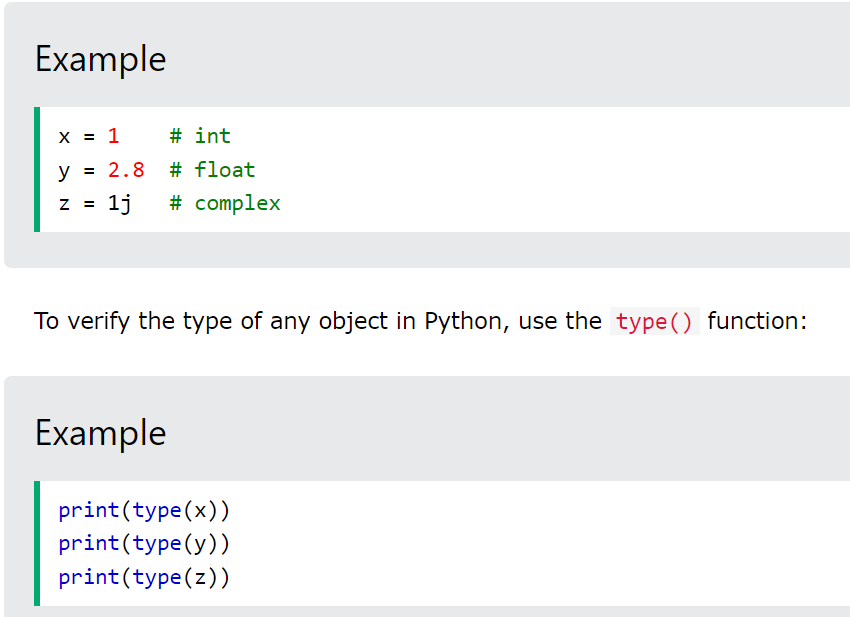 Example
x = 1    # int
y = 2.8  # float
z = 1j   # complex
To verify the type of any object in Python, use the type() function:
Example
print(type(x))
print(type(y))
print(type(z))